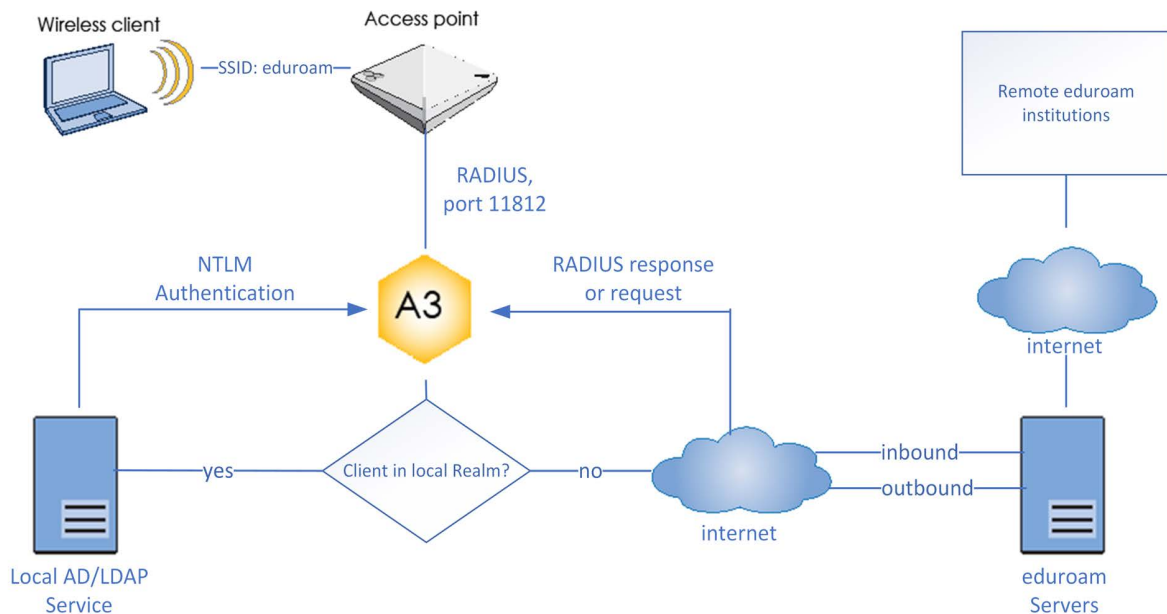 Wireless client
Access point
SSID: eduroam
Remote eduroam
institutions
RADIUS,
port 11812
NTLM
Authentication
RADIUS response
or request
A3
internet
Client in local Realm?
yes
no
inbound
outbound
internet
Local AD/LDAP
Service
eduroam
Servers